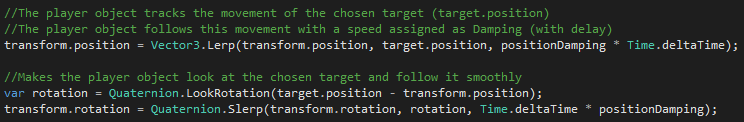 //The player object tracks the movement of the chosen target (target.position)
//The player object follows this movement with a speed assigned as Damping (with delay)
transform.position = Vector3.Lerp(transform.position, target.position, positionDamping * Time.deltaTime);
//Makes the player object look at the chosen target and follow it smoothly
var rotation = Quaternion.LookRotation(target.position - transform.position);
transform.rotation = Quaternion.Slerp(transform.rotation, rotation, Time.deltaTime * positionDamping);